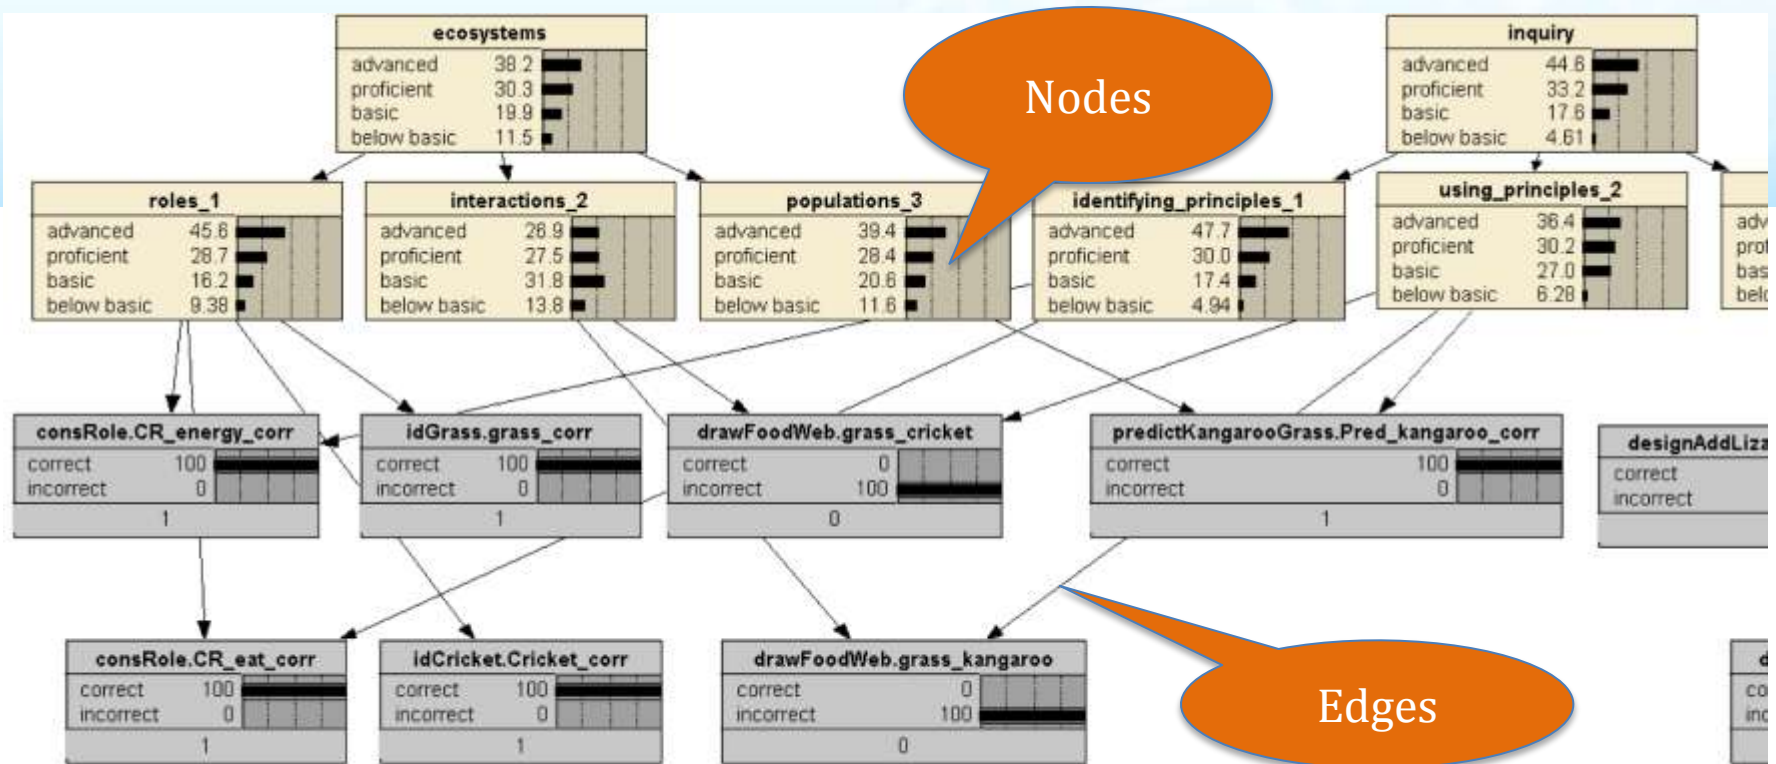 ecosystems
advanced 38.2
proficient 30.3
basic 19.9
below basic 11.5
Nodes
inquiry
advanced 44.6
proficient 33.2
basic 17.6
below basic 4.61
roles_1
advanced 45.6
proficient 28.7
basic 16.2
below basic 9.38
interactions_2
advanced 26.9
proficient 27.5
basic 31.8
below basic 13.8
populations_3
advanced 39.4
proficient 28.4
basic 20.6
below basic 11.6
identifying_principles_1
advanced 47.7
proficient 30.0
basic 17.4
below basic 4.94
using_principles_2
advanced 36.4
proficient 30.2
basic 27.0
below basic 6.28
consRole.CR_energy_corr
correct 100
incorrect 0
1
idGrass.grass_corr
correct 100
incorrect 0
1
drawFoodWeb.grass_cricket
correct 0
incorrect 100
0
predictKangarooGrass.Pred_kangaroo_corr
correct 100
incorrect 0
1
designAddLiza
correct
incorrect
consRole.CR_eat_corr
correct 100
incorrect 0
1
idCricket.Cricket_corr
correct 100
incorrect 0
1
drawFoodWeb.grass_kangaroo
correct 0
incorrect 100
0
Edges